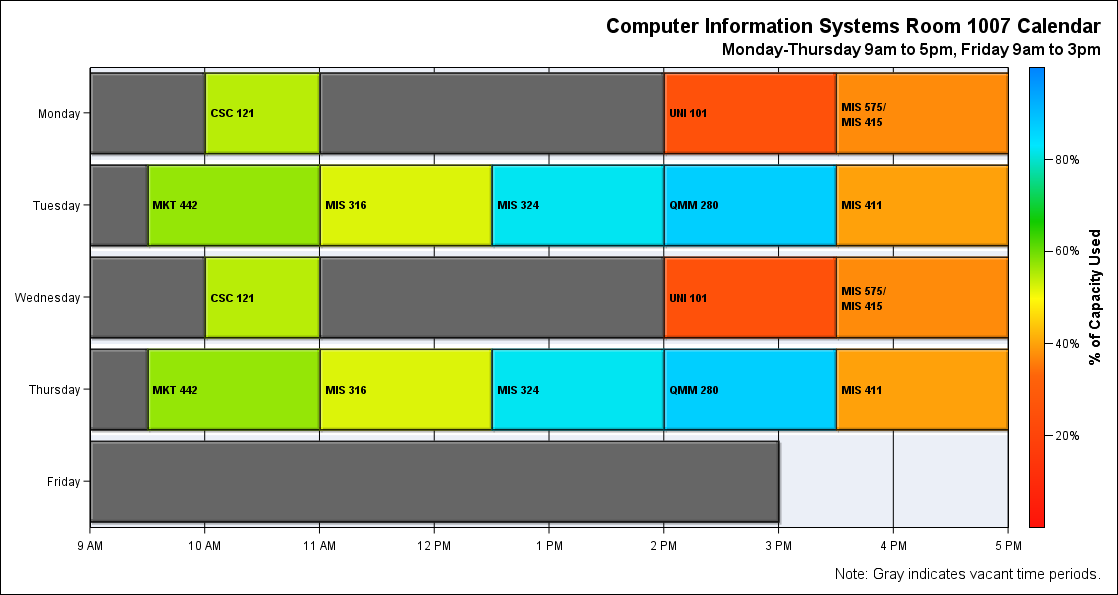 Computer Information Systems Room 1007 Calendar
Monday-Thursday 9am to 5pm, Friday 9am to 3pm
Monday
CSC 121
UNI 101
MIS 575/
MIS 415
Tuesday
MKT 442
MIS 316
MIS 324
QMM 280
MIS 411
Wednesday
CSC 121
UNI 101
MIS 575/
MIS 415
Thursday
MKT 442
MIS 316
MIS 324
QMM 280
MIS 411
Friday
9 AM
10 AM
11 AM
12 PM
1 PM
2 PM
3 PM
4 PM
5 PM
80%
60%
40%
20%
% of Capacity Used
Note: Gray indicates vacant time periods.